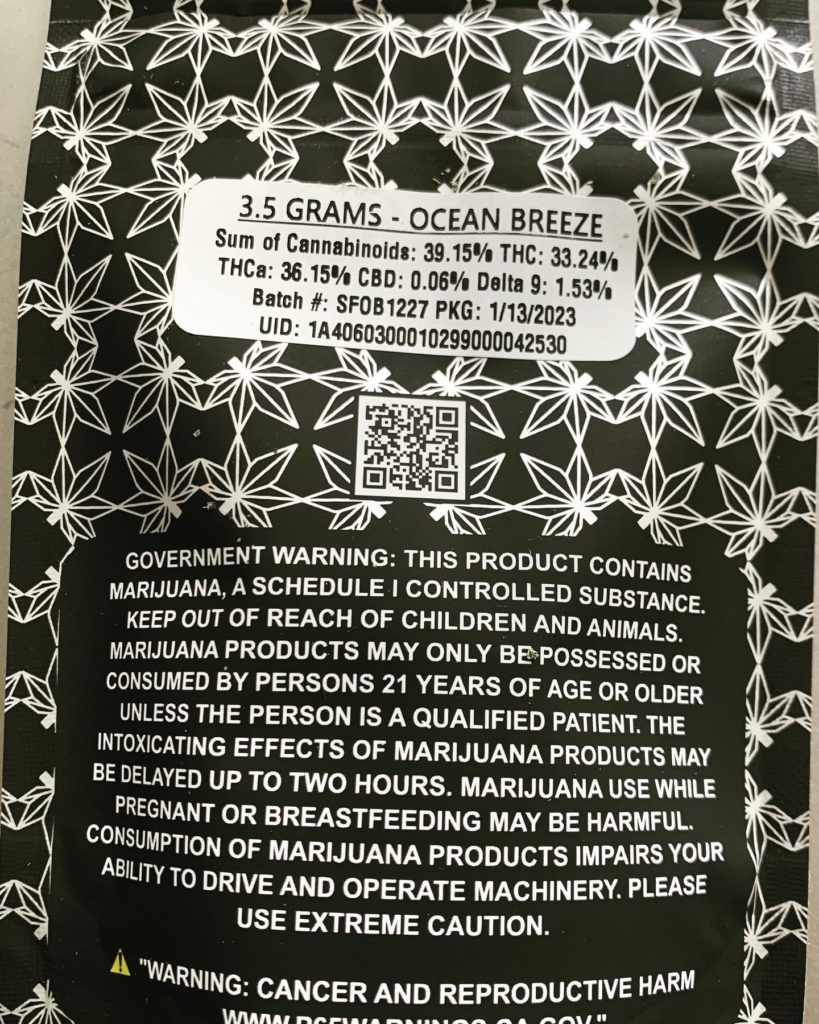 3.5 GRAMS - OCEAN BREEZE
Sum of Cannabinoids: 39.15% THC: 33.24%
THCa: 36.15% CBD: 0.06% Delta 9: 1.53%
Batch #: SFOB1227 PKG: 1/13/2023
UID: 1A4060300010299000042530
GOVERNMENT WARNING: THIS PRODUCT CONTAINS
MARIJUANA, A SCHEDULE I CONTROLLED SUBSTANCE.
KEEP OUT OF REACH OF CHILDREN AND ANIMALS.
MARIJUANA PRODUCTS MAY ONLY BE POSSESSED OR
CONSUMED BY PERSONS 21 YEARS OF AGE OR OLDER
UNLESS THE PERSON IS A QUALIFIED PATIENT. THE
INTOXICATING EFFECTS OF MARIJUANA PRODUCTS MAY
BE DELAYED UP TO TWO HOURS. MARIJUANA USE WHILE
PREGNANT OR BREASTFEEDING MAY BE HARMFUL.
CONSUMPTION OF MARIJUANA PRODUCTS IMPAIRS YOUR
ABILITY TO DRIVE AND OPERATE MACHINERY. PLEASE
USE EXTREME CAUTION.
"WARNING: CANCER AND REPRODUCTIVE HARM
WWW.P65WARNINGS.CA.GOV."